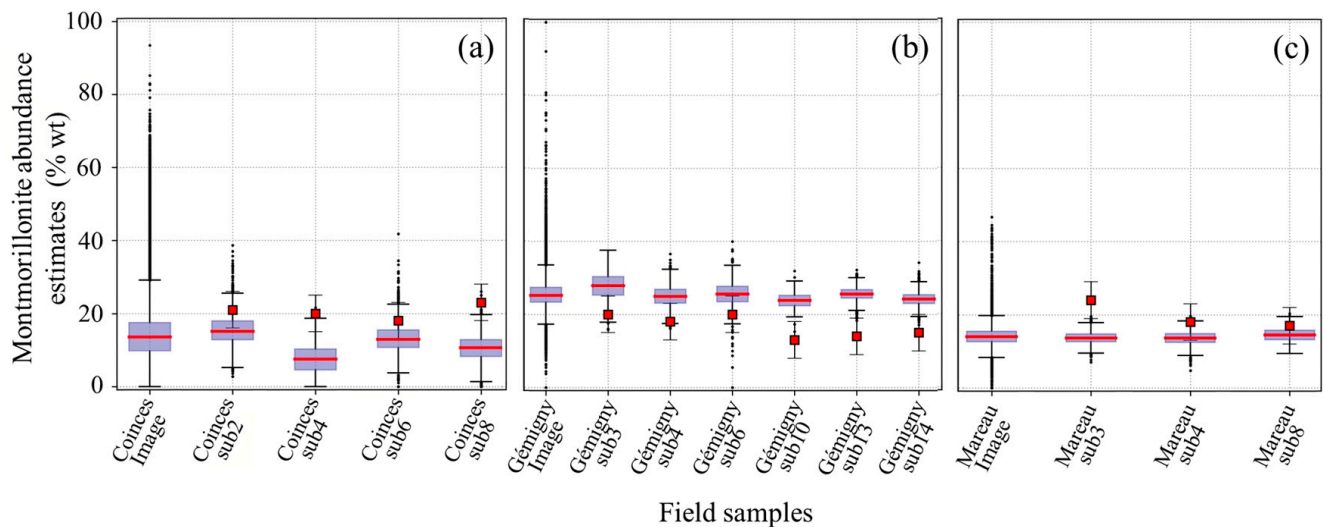 Montmorillonite abundance
estimates (% wt)
100
80
60
40
20
0
(a)
(b)
(c)
Coinces
Image
Coinces
sub2
Coinces
sub4
Coinces
sub6
Coinces
sub8
Gémigny
Image
Gémigny
sub3
Gémigny
sub4
Gémigny
sub6
Gémigny
sub10
Gémigny
sub13
Gémigny
sub14
Mareau
Image
Mareau
sub3
Mareau
sub4
Mareau
sub8
Field samples